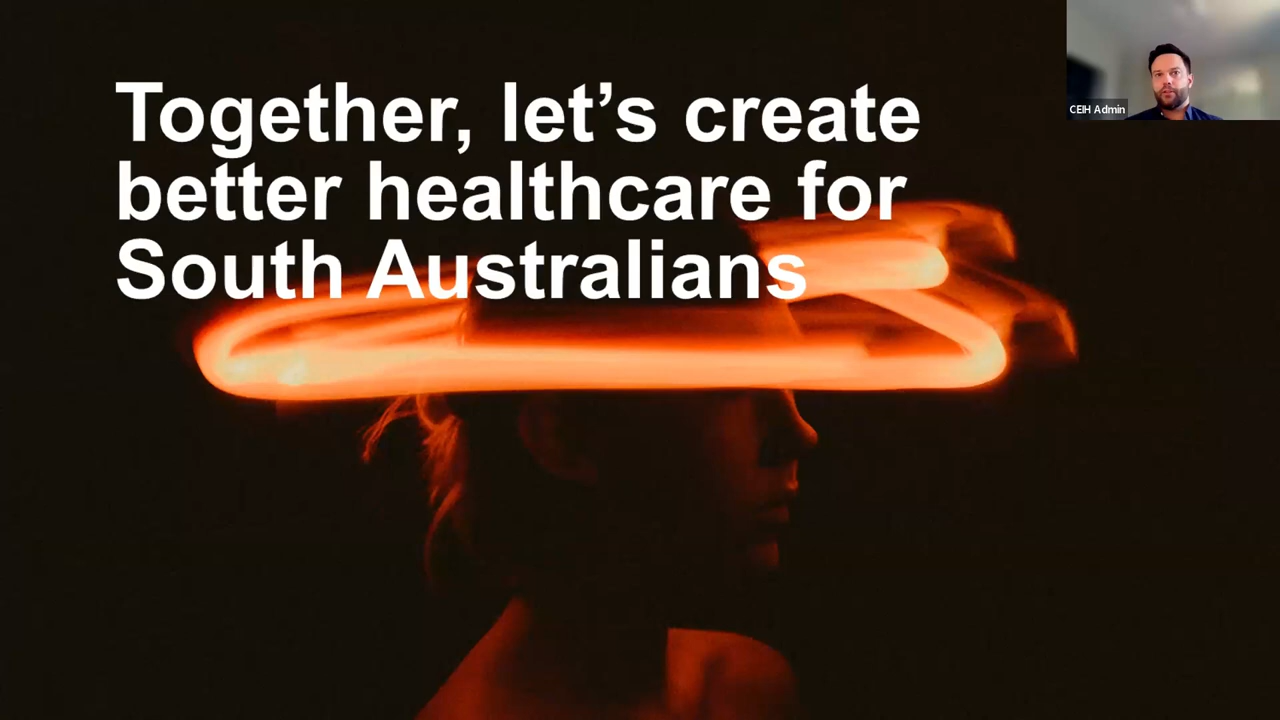 Together, let’s create
better healthcare for
South Australians
CEIH Admin